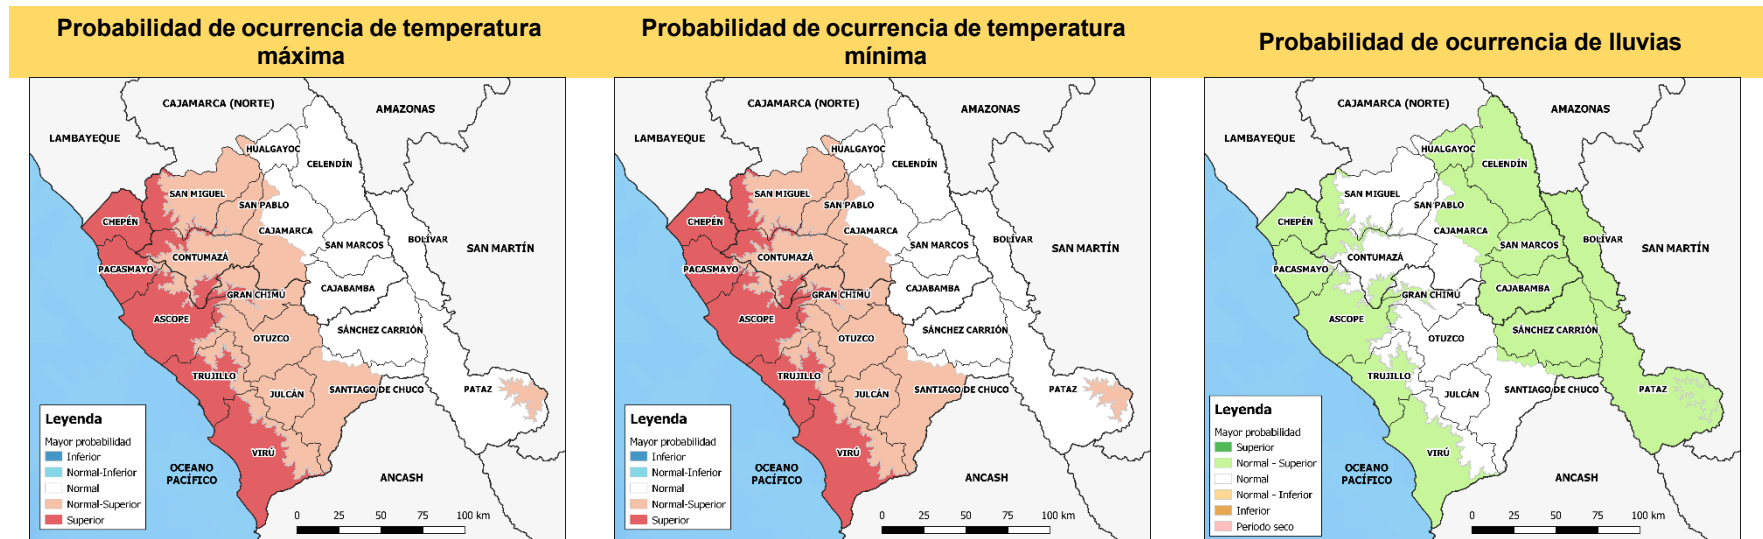 Probabilidad de ocurrencia de temperatura
máxima
CAJAMARCA (NORTE)
AMAZONAS
LAMBAYEQUE
HUALGAYOC
CELENDÍN
SAN MIGUEL
SAN PABLO
CHEPÉN
CAJAMARCA
SAN MARCOS
BOLÍVAR
SAN MARTÍN
CONTUMAZÁ
PACASMAYO
CAJABAMBA
GRAN CHIMÚ
ASCOPE
SÁNCHEZ CARRIÓN
OTUZCO
TRUJILLO
SANTIAGO DE CHUCO
PATAZ
JULCÁN
VIRÚ
OCEANO
PACÍFICO
ANCASH
Leyenda
Mayor probabilidad
Inferior
Normal-Inferior
Normal
Normal-Superior
Superior
0 25 50 75 100 km
Probabilidad de ocurrencia de temperatura
mínima
CAJAMARCA (NORTE)
AMAZONAS
LAMBAYEQUE
HUALGAYOC
CELENDÍN
SAN MIGUEL
SAN PABLO
CHEPÉN
CAJAMARCA
SAN MARCOS
BOLÍVAR
SAN MARTÍN
CONTUMAZÁ
PACASMAYO
CAJABAMBA
GRAN CHIMÚ
ASCOPE
SÁNCHEZ CARRIÓN
OTUZCO
TRUJILLO
SANTIAGO DE CHUCO
PATAZ
JULCÁN
VIRÚ
OCEANO
PACÍFICO
ANCASH
Leyenda
Mayor probabilidad
Inferior
Normal-Inferior
Normal
Normal-Superior
Superior
0 25 50 75 100 km
Probabilidad de ocurrencia de lluvias
CAJAMARCA (NORTE)
AMAZONAS
LAMBAYEQUE
HUALGAYOC
CELENDÍN
SAN MIGUEL
SAN PABLO
CHEPÉN
CAJAMARCA
SAN MARCOS
BOLÍVAR
SAN MARTÍN
CONTUMAZÁ
PACASMAYO
CAJABAMBA
GRAN CHIMÚ
ASCOPE
SÁNCHEZ CARRIÓN
OTUZCO
TRUJILLO
SANTIAGO DE CHUCO
PATAZ
JULCÁN
VIRÚ
OCEANO
PACÍFICO
ANCASH
Leyenda
Mayor probabilidad
Superior
Normal - Superior
Normal
Normal - Inferior
Inferior
Periodo seco
0 25 50 75 100 km